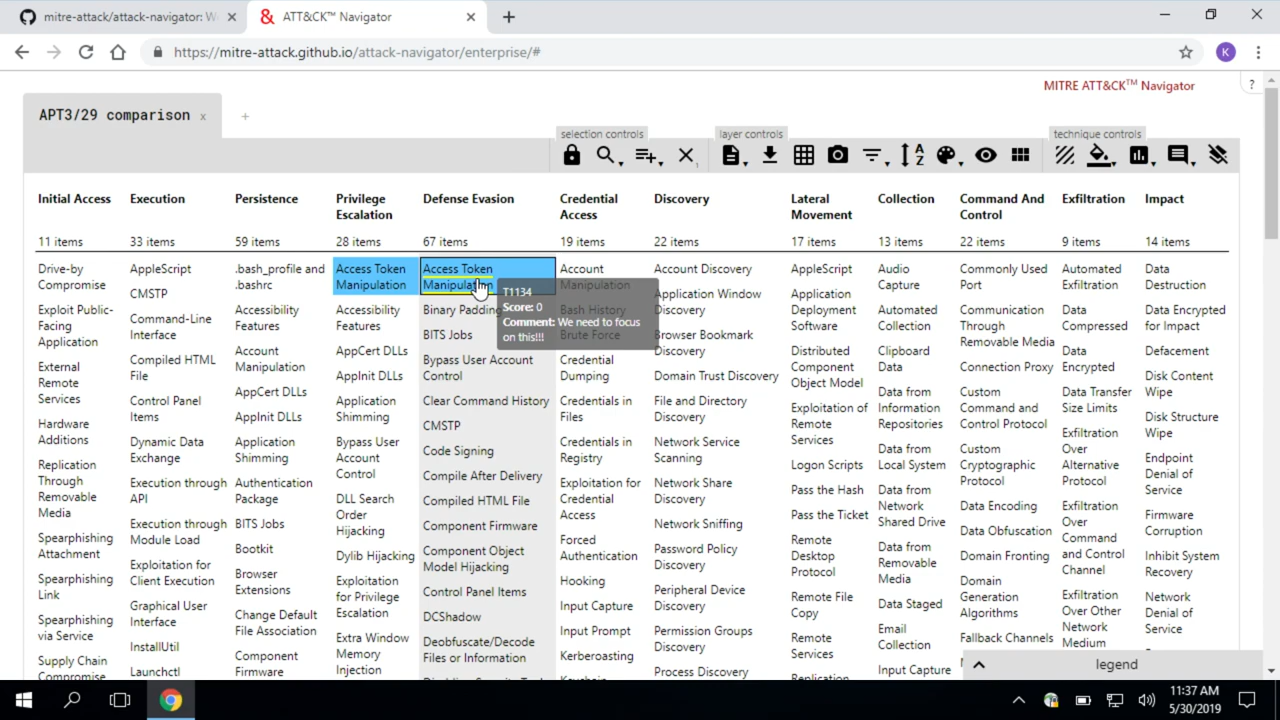 mitre-attack/attack-navigator: W
ATT&CK™ Navigator
https://mitre-attack.github.io/attack-navigator/enterprise/#
K
MITRE ATT&CK™ Navigator
?
APT3/29 comparison x
+
selection controls
layer controls
technique controls
Initial Access
11 items
Drive-by
Compromise
Exploit Public-
Facing
Application
External
Remote
Services
Hardware
Additions
Replication
Through
Removable
Media
Spearphishing
Attachment
Spearphishing
Link
Spearphishing
via Service
Supply Chain
Compromise
Execution
33 items
AppleScript
CMSTP
Command-Line
Interface
Compiled HTML
File
Control Panel
Items
Dynamic Data
Exchange
Execution through
API
Execution through
Module Load
Exploitation for
Client Execution
Graphical User
Interface
InstallUtil
Launchctl
Persistence
59 items
.bash_profile and
.bashrc
Accessibility
Features
Account
Manipulation
AppCert DLLs
AppInit DLLs
Application
Shimming
Authentication
Package
BITS Jobs
Bootkit
Browser
Extensions
Change Default
File Association
Component
Firmware
Privilege
Escalation
28 items
Access Token
Manipulation
Accessibility
Features
AppCert DLLs
AppInit DLLs
Application
Shimming
Bypass User
Account
Control
DLL Search
Order
Hijacking
Dylib Hijacking
Exploitation
for Privilege
Escalation
Extra Window
Memory
Injection
Defense Evasion
67 items
Access Token
Manipulation
Binary Padding
BITS Jobs
Bypass User Account
Control
Clear Command History
CMSTP
Code Signing
Compile After Delivery
Compiled HTML File
Component Firmware
Component Object
Model Hijacking
Control Panel Items
DCShadow
Deobfuscate/Decode
Files or Information
T1134
Score: 0
Comment: We need to focus
on this!!!
Credential
Access
19 items
Account
Manipulation
Bash History
Brute Force
Credential
Dumping
Credentials in
Files
Credentials in
Registry
Exploitation for
Credential
Access
Forced
Authentication
Hooking
Input Capture
Input Prompt
Kerberoasting
Keychain
Discovery
22 items
Account Discovery
Application Window
Discovery
Browser Bookmark
Discovery
Domain Trust Discovery
File and Directory
Discovery
Network Service
Scanning
Network Share
Discovery
Network Sniffing
Password Policy
Discovery
Peripheral Device
Discovery
Permission Groups
Discovery
Process Discovery
Lateral
Movement
17 items
AppleScript
Application
Deployment
Software
Distributed
Component
Object Model
Exploitation of
Remote
Services
Logon Scripts
Pass the Hash
Pass the Ticket
Remote
Desktop
Protocol
Remote File
Copy
Remote
Services
Collection
13 items
Audio
Capture
Automated
Collection
Clipboard
Data
Data from
Information
Repositories
Data from
Local System
Data from
Network
Shared Drive
Data from
Removable
Media
Data Staged
Email
Collection
Input Capture
Command And
Control
22 items
Commonly Used
Port
Communication
Through
Removable Media
Connection Proxy
Custom
Command and
Control Protocol
Custom
Cryptographic
Protocol
Data Encoding
Data Obfuscation
Domain Fronting
Domain
Generation
Algorithms
Fallback Channels
Exfiltration
9 items
Automated
Exfiltration
Data
Compressed
Data
Encrypted
Data Transfer
Size Limits
Exfiltration
Over
Alternative
Protocol
Exfiltration
Over
Command
and Control
Channel
Exfiltration
Over Other
Network
Medium
Impact
14 items
Data
Destruction
Data Encrypted
for Impact
Defacement
Disk Content
Wipe
Disk Structure
Wipe
Endpoint
Denial of
Service
Firmware
Corruption
Inhibit System
Recovery
Network
Denial of
Service
legend
11:37 AM
5/30/2019